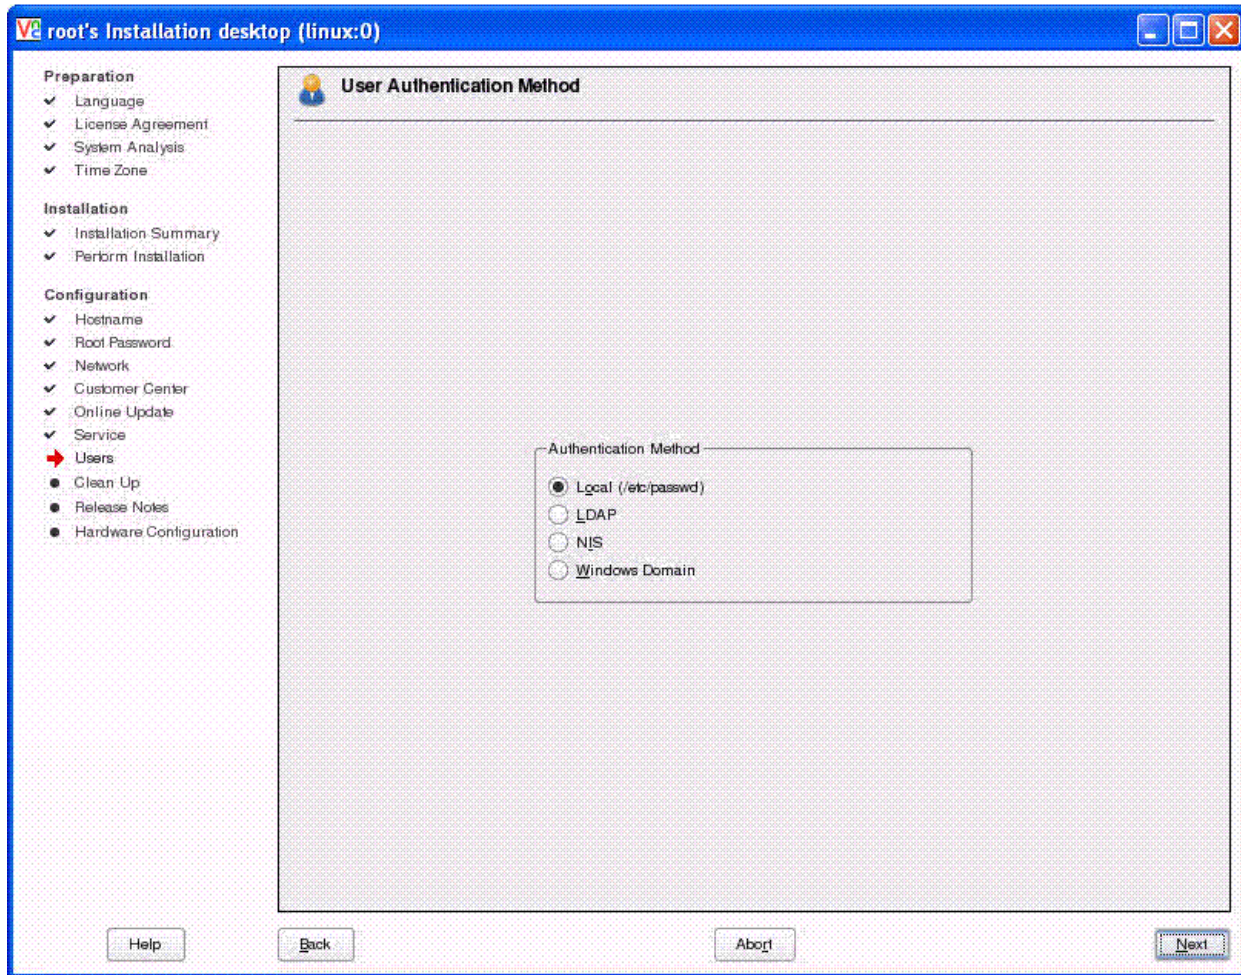 root's Installation desktop (linux:0)
Preparation
Language
License Agreement
System Analysis
Time Zone
Installation
Installation Summary
Perform Installation
Configuration
Hostname
Root Password
Network
Customer Center
Online Update
Service
Users
Clean Up
Release Notes
Hardware Configuration
User Authentication Method
Authentication Method
Local (/etc/passwd)
LDAP
NIS
Windows Domain
Help
Back
Abort
Next